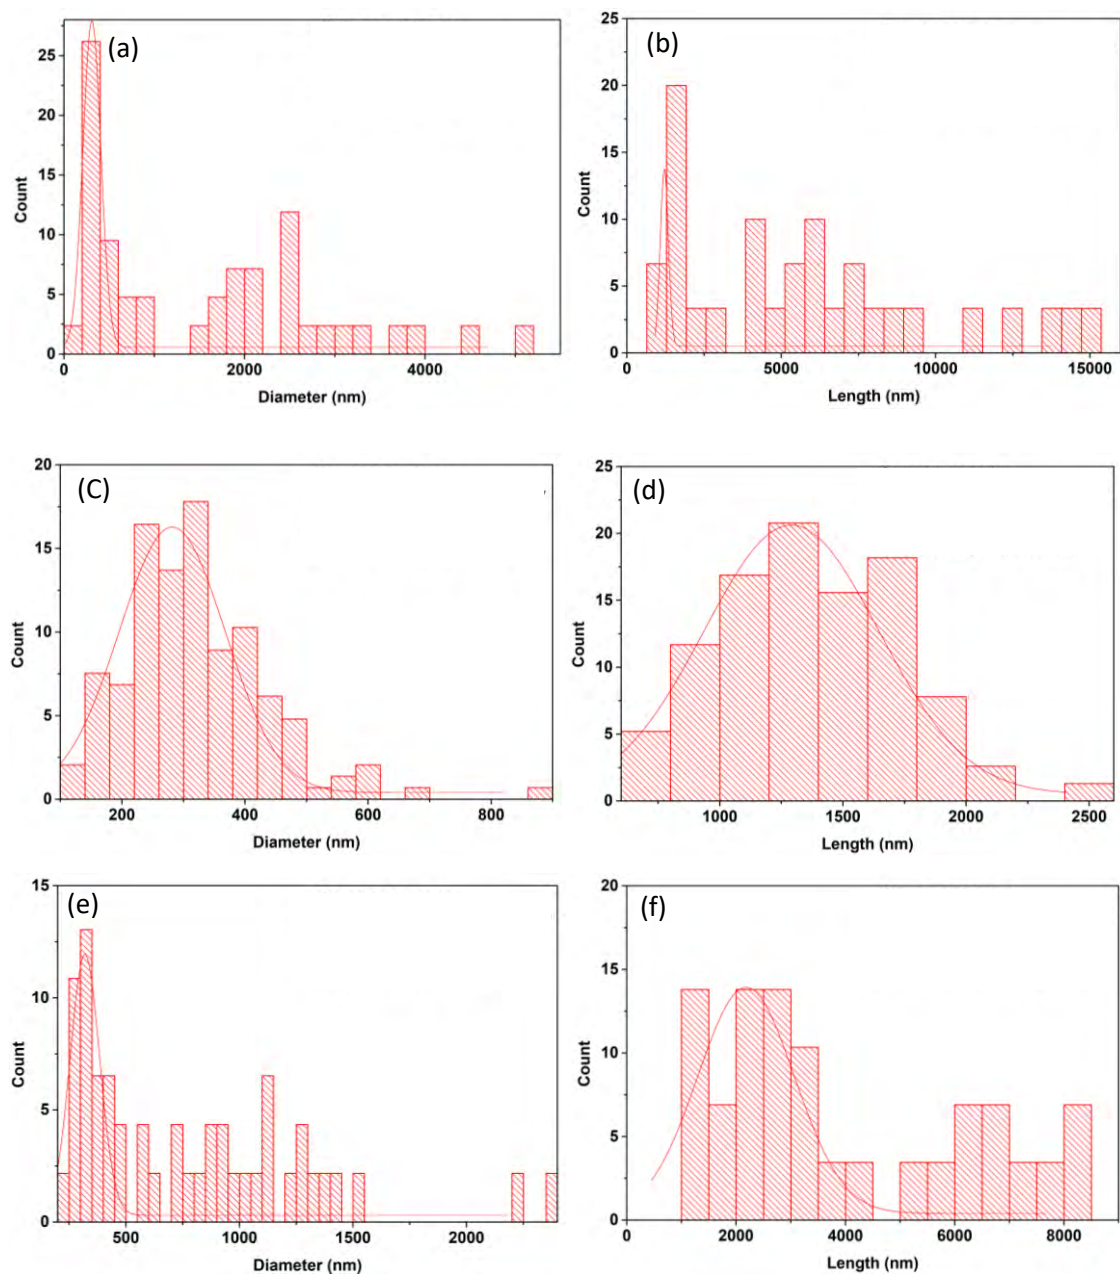 (a)
Count
25
20
15
10
5
0
0 2000 4000
Diameter (nm)
(b)
Count
25
20
15
10
5
0
0 5000 10000 15000
Length (nm)
(C)
Count
20
15
10
5
0
200 400 600 800
Diameter (nm)
(d)
Count
25
20
15
10
5
0
1000 1500 2000 2500
Length (nm)
(e)
Count
15
10
5
0
500 1000 1500 2000
Diameter (nm)
(f)
Count
20
15
10
5
0
0 2000 4000 6000 8000
Length (nm)